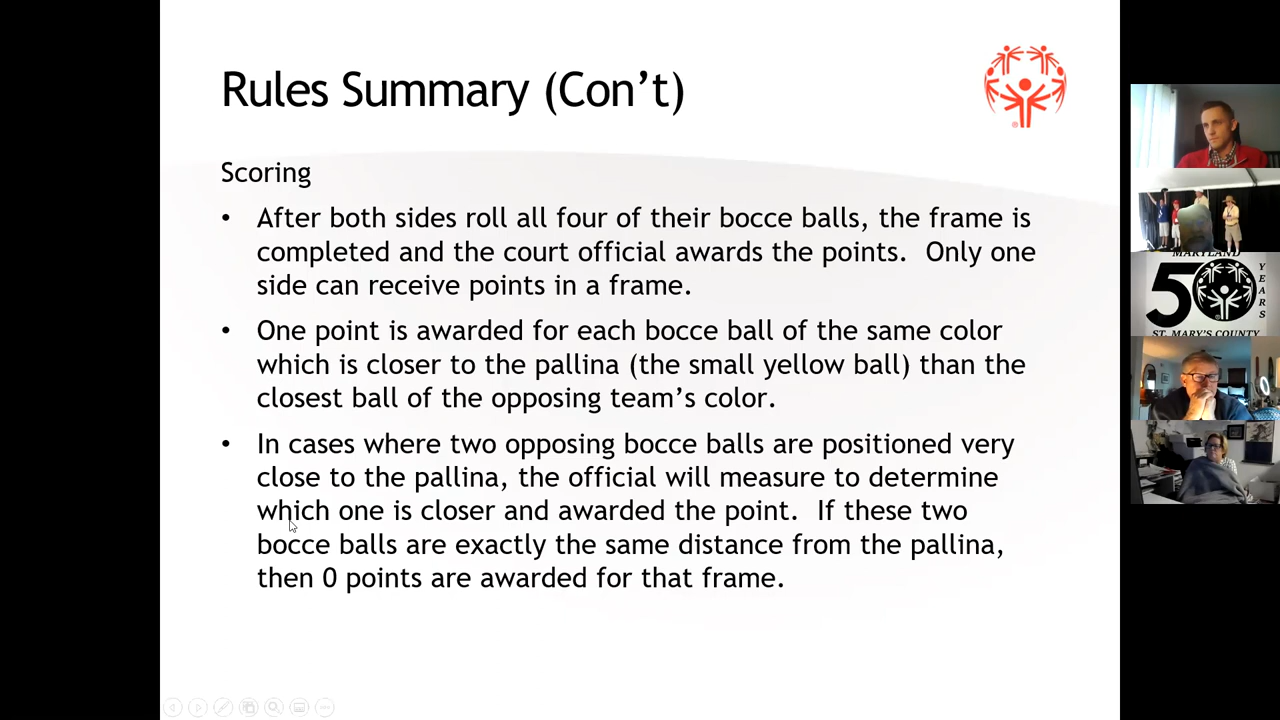 Rules Summary (Con't)
Scoring
• After both sides roll all four of their bocce balls, the frame is
completed and the court official awards the points. Only one
side can receive points in a frame.
• One point is awarded for each bocce ball of the same color
which is closer to the pallina (the small yellow ball) than the
closest ball of the opposing team's color.
• In cases where two opposing bocce balls are positioned very
close to the pallina, the official will measure to determine
which one is closer and awarded the point. If these two
bocce balls are exactly the same distance from the pallina,
then 0 points are awarded for that frame.
®
MARYLAND
50
YEARS
ST. MARY'S COUNTY